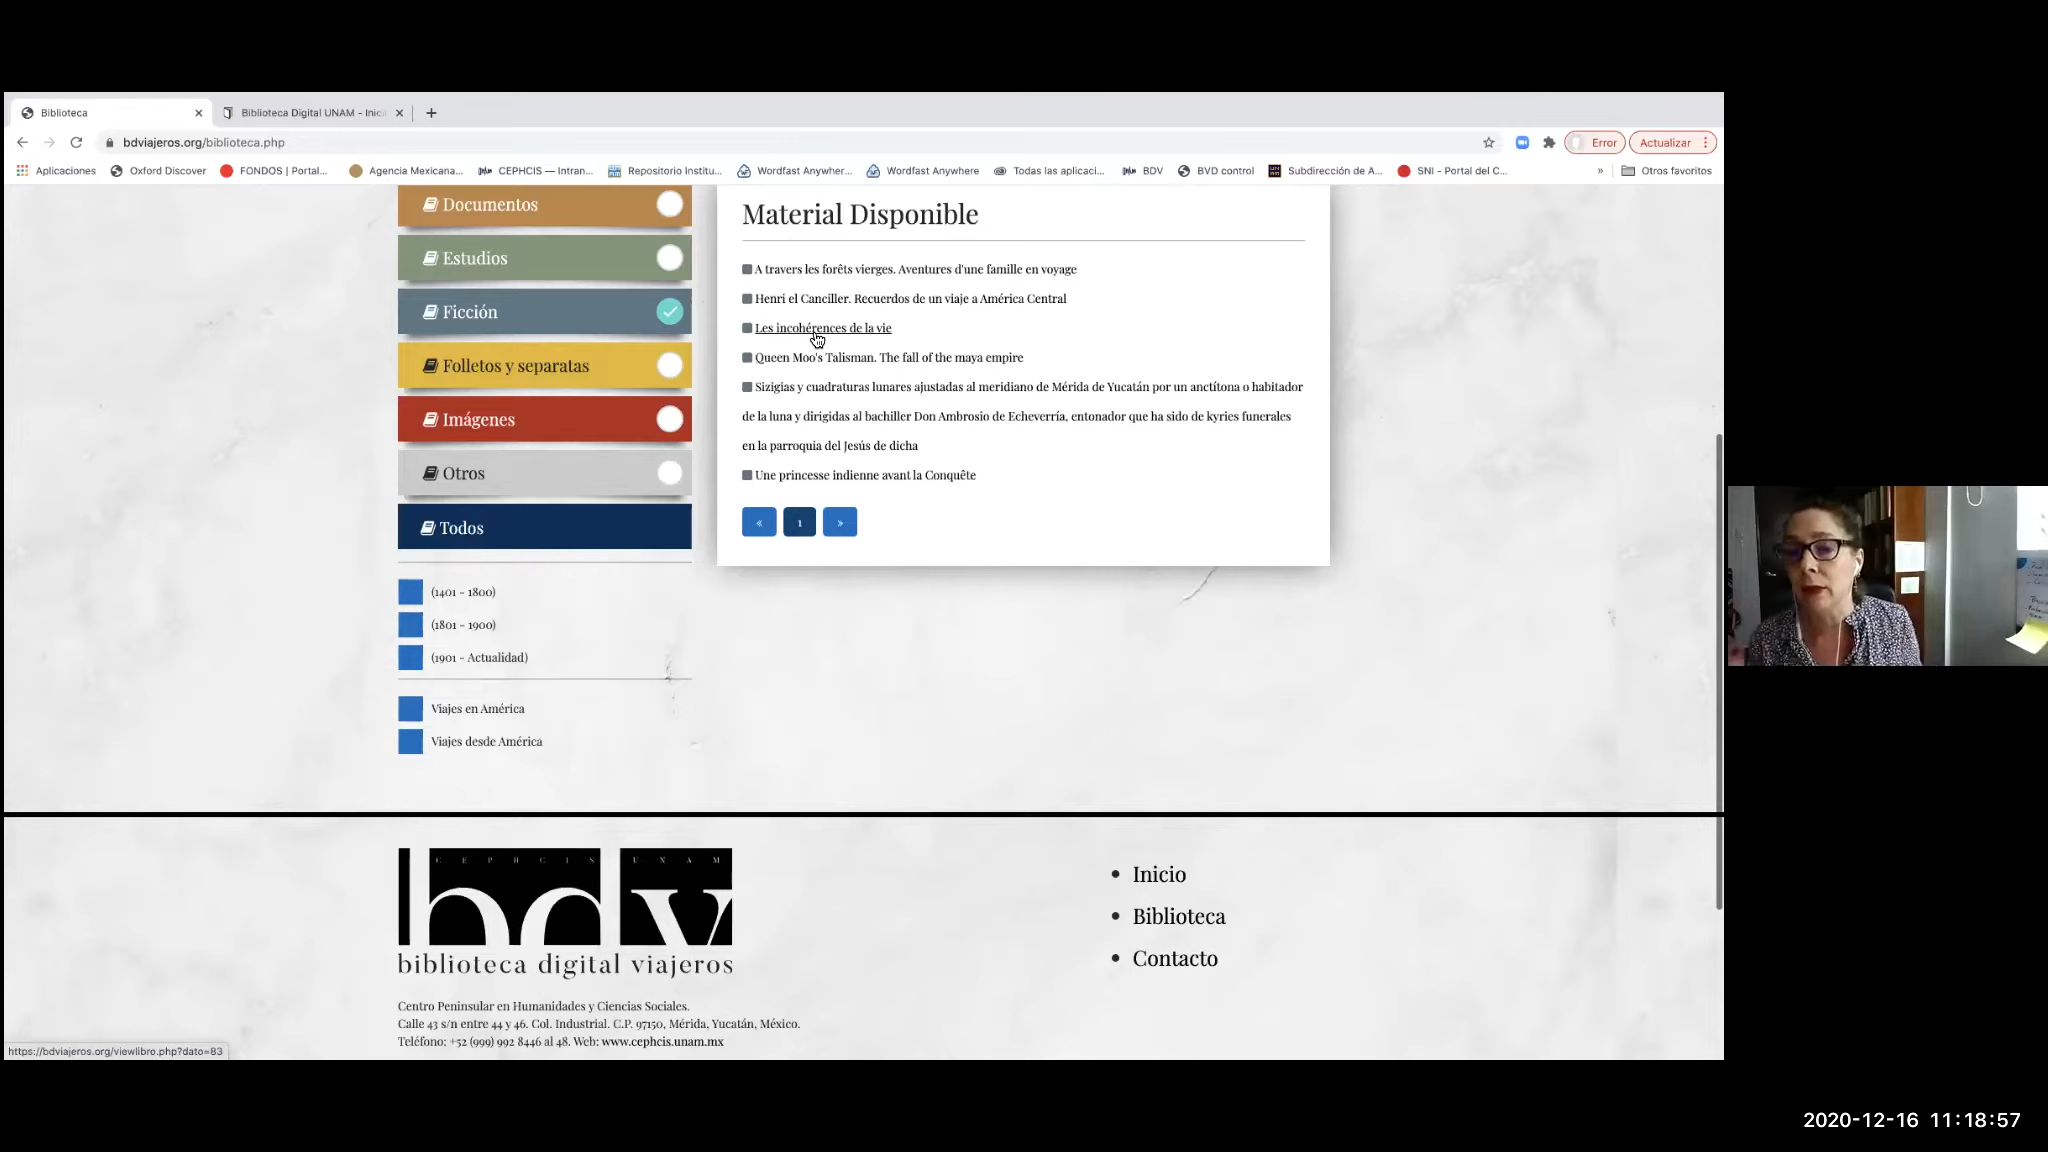 Biblioteca
Biblioteca Digital UNAM - Inici
bdviajeros.org/biblioteca.php
Error
Actualizar
Aplicaciones
Oxford Discover
FONDOS | Portal...
Agencia Mexicana...
CEPHCIS — Intran...
Repositorio Institu...
Wordfast Anywher...
Wordfast Anywhere
Todas las aplicaci...
BDV
BVD control
Subdirección de A...
SNI - Portal del C...
»
Otros favoritos
Documentos
Estudios
Ficción
Folletos y separatas
Imágenes
Otros
Todos
(1401 - 1800)
(1801 - 1900)
(1901 - Actualidad)
Viajes en América
Viajes desde América
Material Disponible
A travers les forêts vierges. Aventures d'une famille en voyage
Henri el Canciller. Recuerdos de un viaje a América Central
Les incohérences de la vie
Queen Moo's Talisman. The fall of the maya empire
Sizigias y cuadraturas lunares ajustadas al meridiano de Mérida de Yucatán por un anctítona o habitador
de la luna y dirigidas al bachiller Don Ambrosio de Echeverría, entonador que ha sido de kyries funerales
en la parroquia del Jesús de dicha
Une princesse indienne avant la Conquête
« 1 »
CEPHCIS UNAM
bdv
biblioteca digital viajeros
Centro Peninsular en Humanidades y Ciencias Sociales.
Calle 43 s/n entre 44 y 46. Col. Industrial. C.P. 97150, Mérida, Yucatán, México.
Teléfono: +52 (999) 992 8446 al 48. Web: www.cephcis.unam.mx
Inicio
Biblioteca
Contacto
https://bdviajeros.org/viewlibro.php?dato=83
2020-12-16 11:18:57